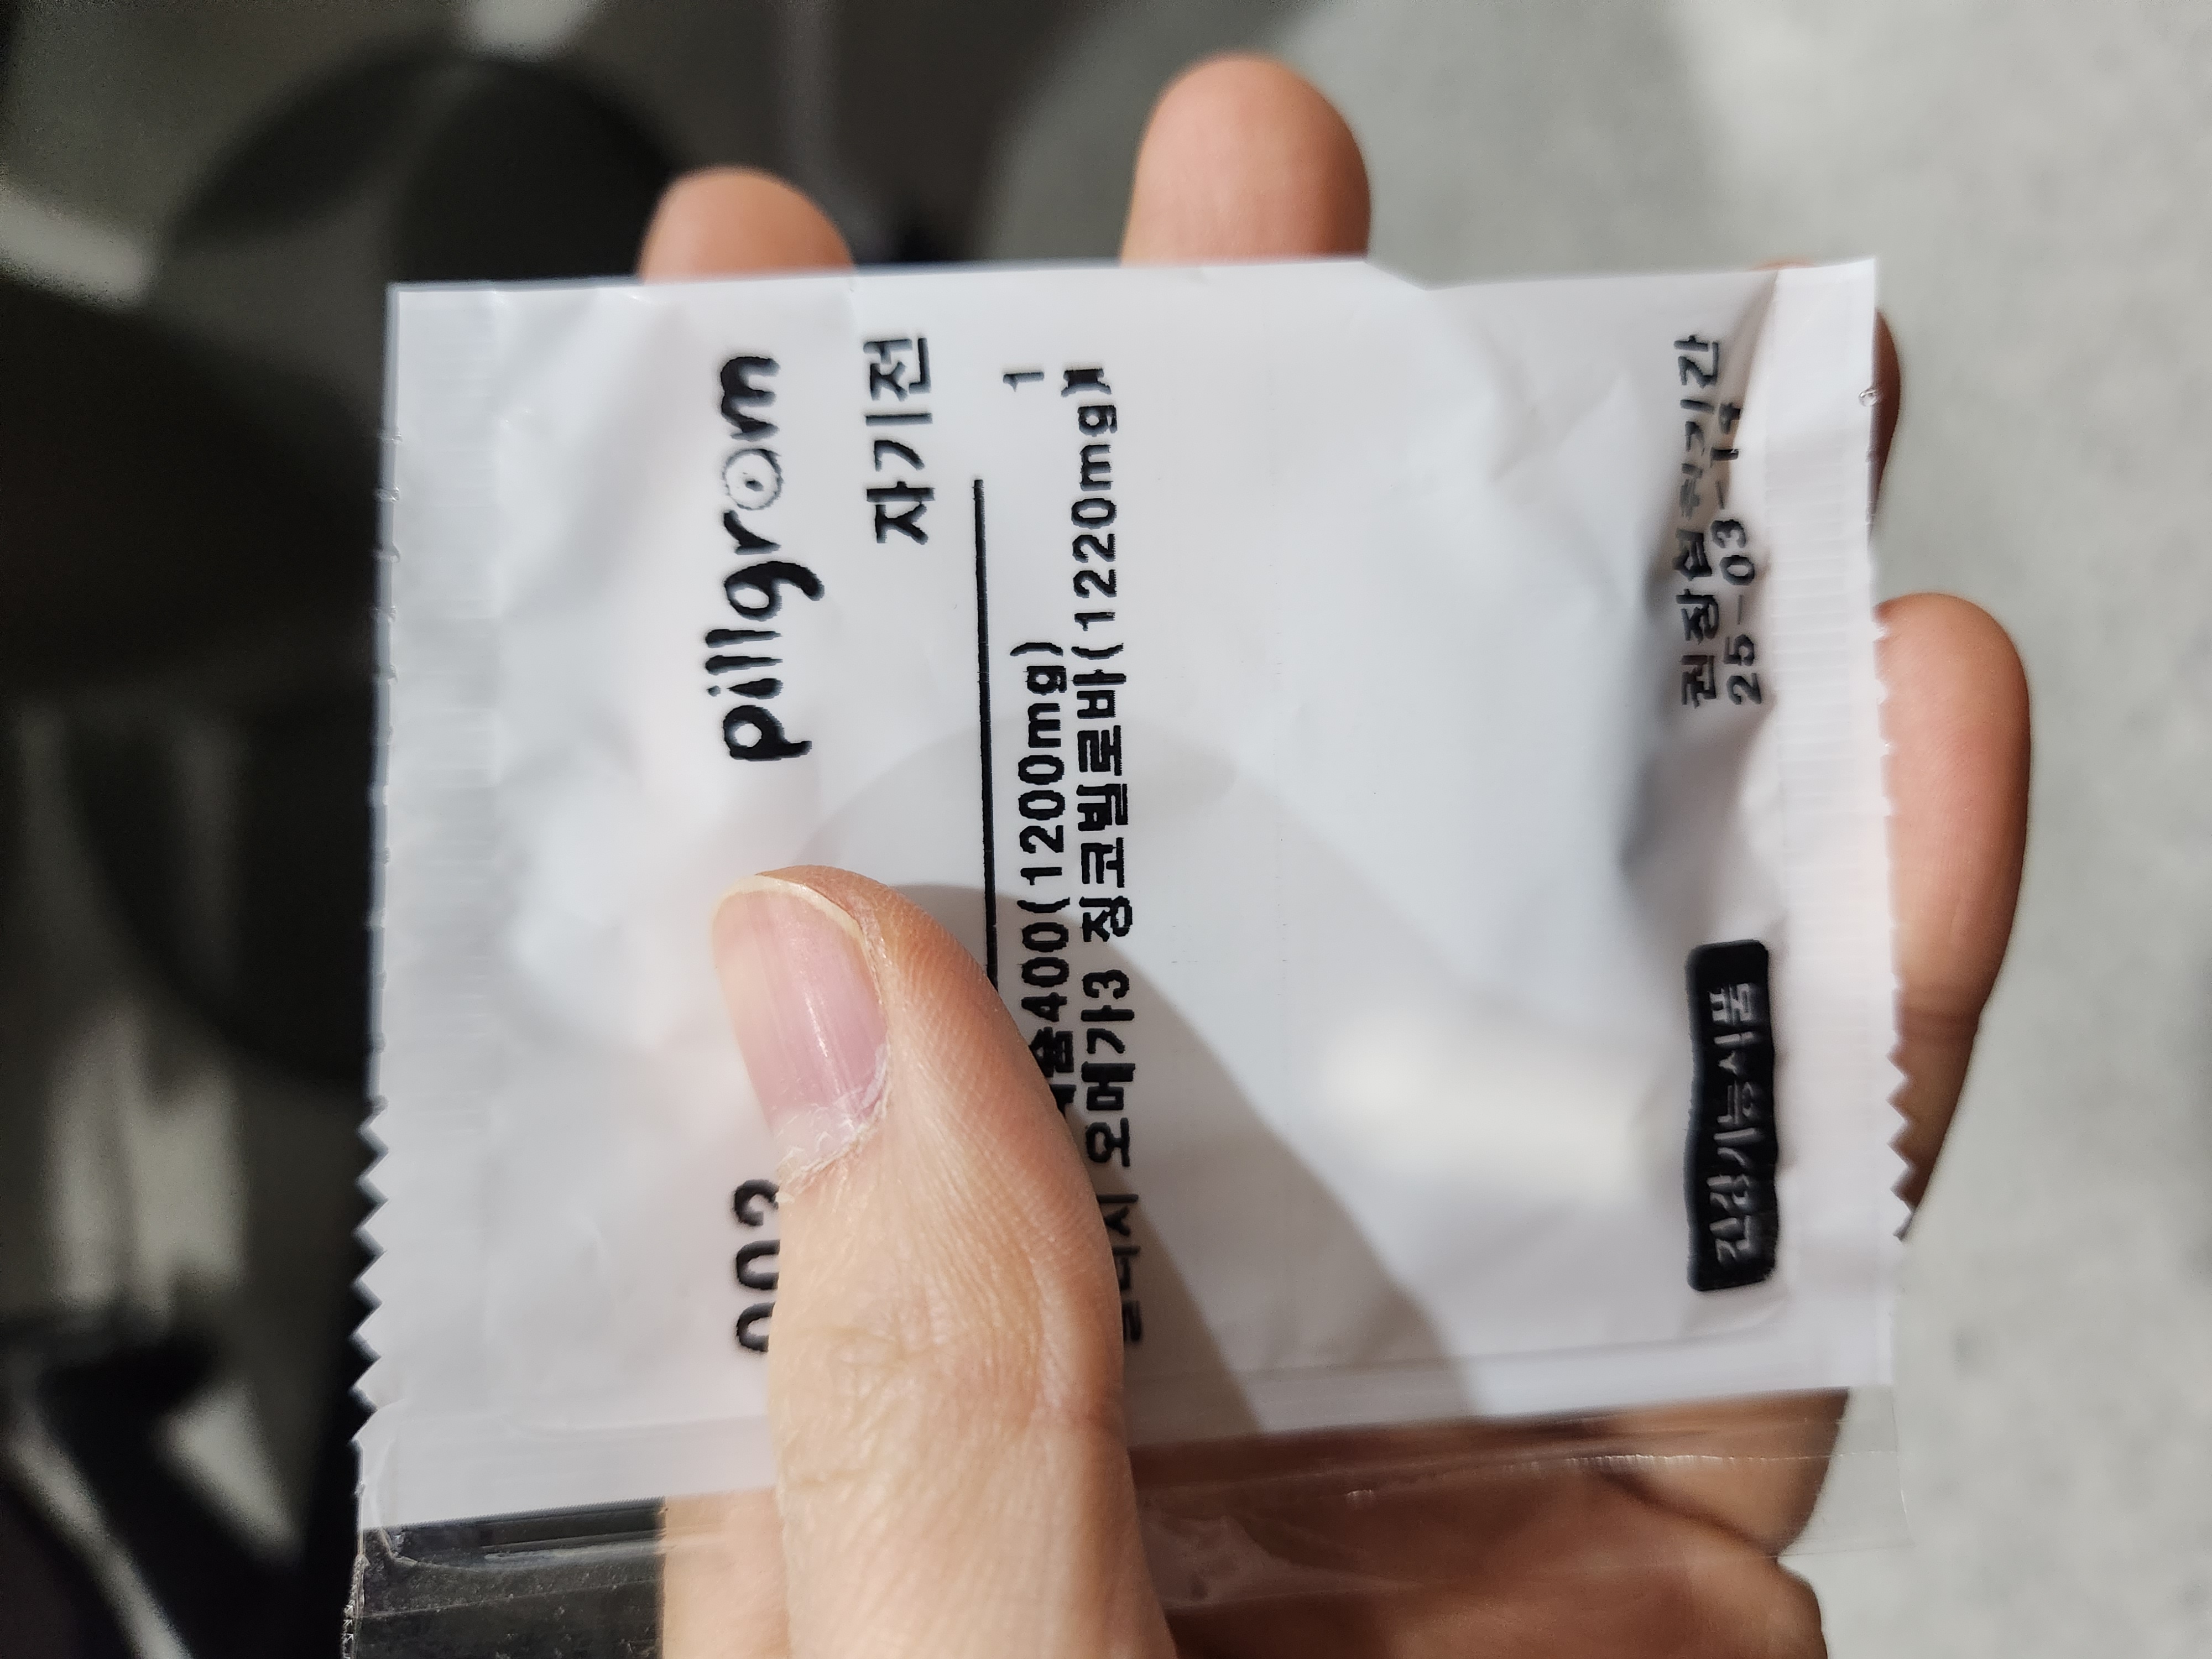 002 pillgram
자기전
400(1200mg) 1
오메가3 징코빌로바(1220mg)
건강기능식품
권장섭취기간
25-03-14